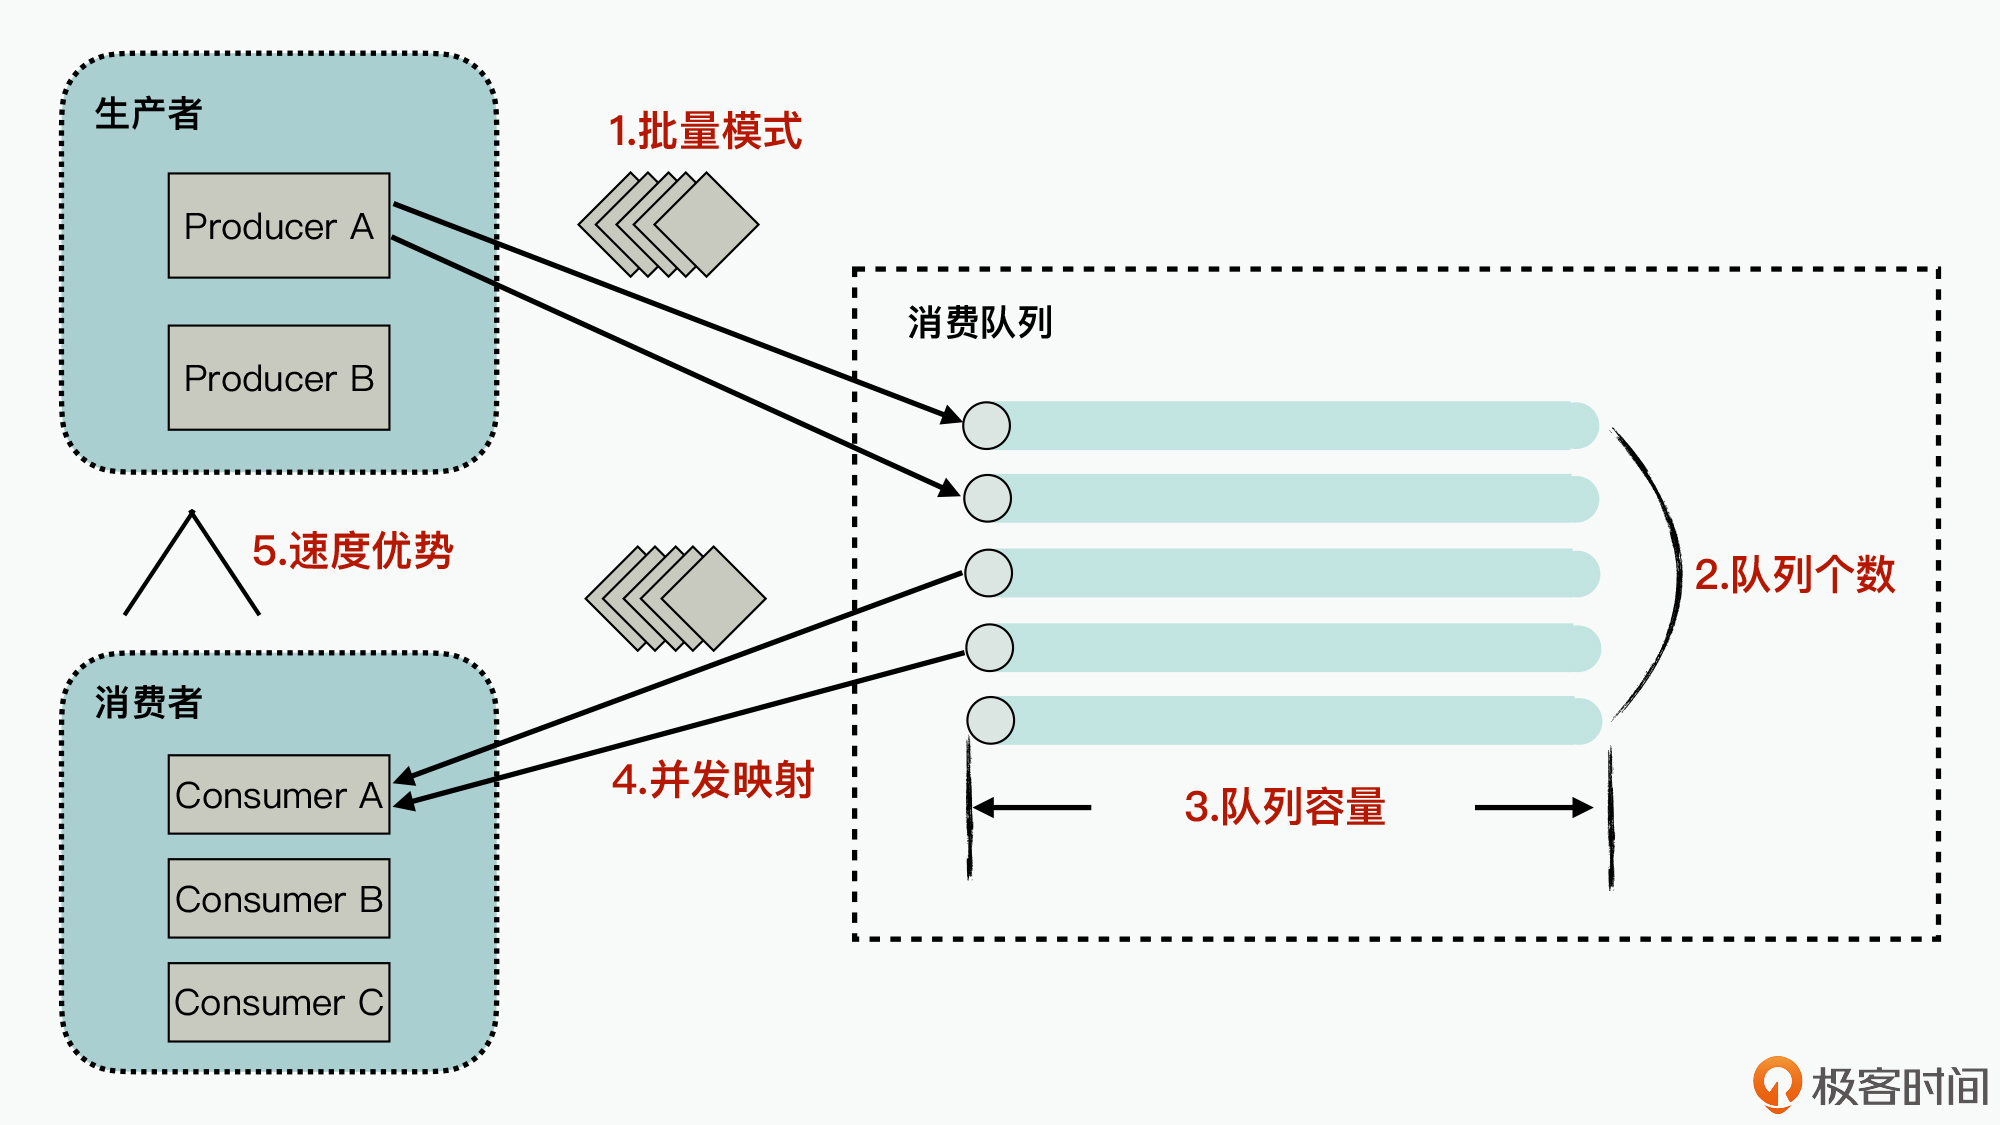 生产者
Producer A
Producer B
1.批量模式
消费队列
2.队列个数
3.队列容量
4.并发映射
5.速度优势
消费者
Consumer A
Consumer B
Consumer C
极客时间